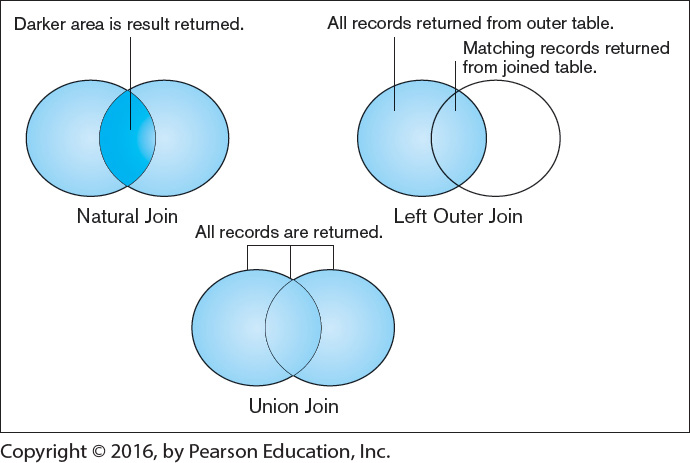 Darker area is result returned.
All records returned from outer table.
Matching records returned
from joined table.
Natural Join
Left Outer Join
All records are returned.
Union Join
Copyright © 2016, by Pearson Education, Inc.